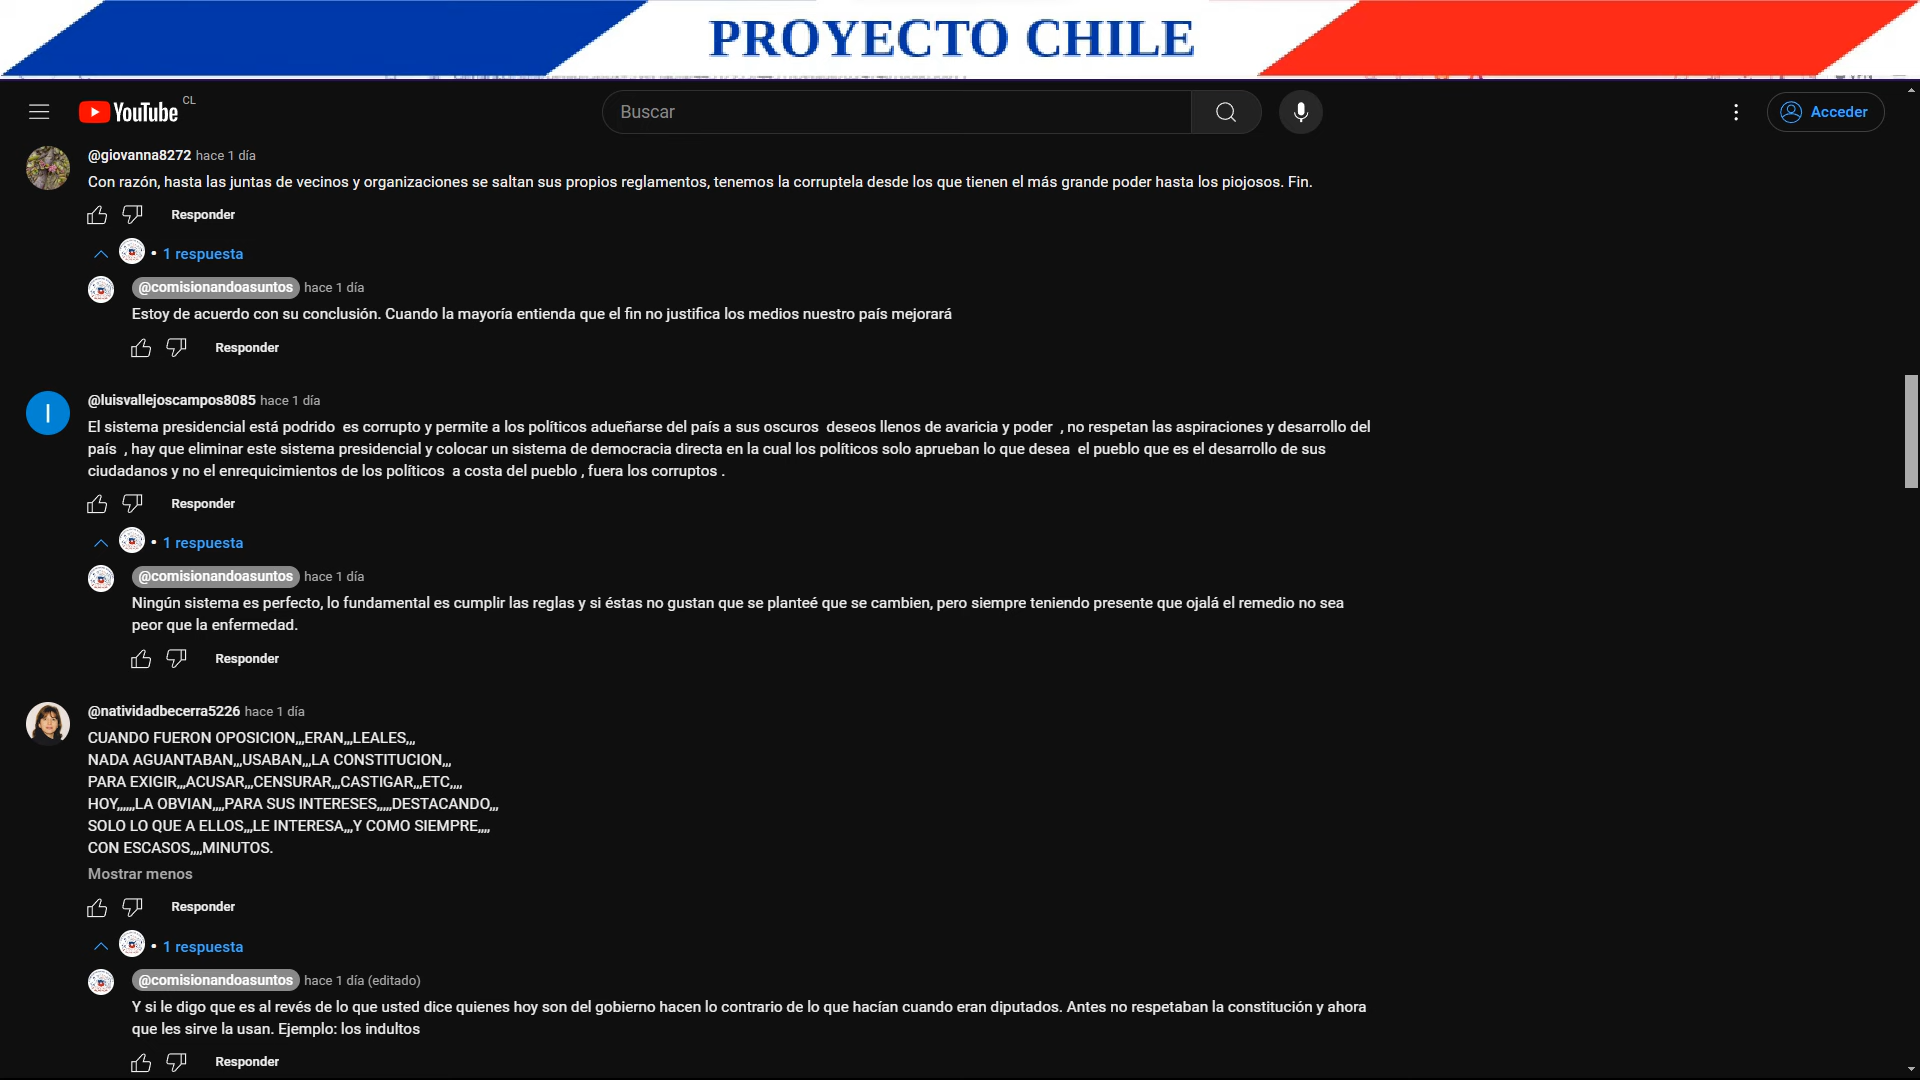 PROYECTO CHILE
YouTube CL
Buscar
Acceder
@giovanna8272 hace 1 día
Con razón, hasta las juntas de vecinos y organizaciones se saltan sus propios reglamentos, tenemos la corruptela desde los que tienen el más grande poder hasta los piojosos. Fin.
Responder
• 1 respuesta
@comisionandoasuntos hace 1 día
Estoy de acuerdo con su conclusión. Cuando la mayoría entienda que el fin no justifica los medios nuestro país mejorará
Responder
I
@luisvallejoscampos8085 hace 1 día
El sistema presidencial está podrido  es corrupto y permite a los políticos adueñarse del país a sus oscuros  deseos llenos de avaricia y poder  , no respetan las aspiraciones y desarrollo del
país  , hay que eliminar este sistema presidencial y colocar un sistema de democracia directa en la cual los políticos solo aprueban lo que desea  el pueblo que es el desarrollo de sus
ciudadanos y no el enrequicimientos de los políticos  a costa del pueblo , fuera los corruptos .
Responder
• 1 respuesta
@comisionandoasuntos hace 1 día
Ningún sistema es perfecto, lo fundamental es cumplir las reglas y si éstas no gustan que se planteé que se cambien, pero siempre teniendo presente que ojalá el remedio no sea
peor que la enfermedad.
Responder
@natividadbecerra5226 hace 1 día
CUANDO FUERON OPOSICION,,,ERAN,,,LEALES,,,
NADA AGUANTABAN,,,USABAN,,,LA CONSTITUCION,,,
PARA EXIGIR,,,ACUSAR,,,CENSURAR,,,CASTIGAR,,,ETC,,,,
HOY,,,,,,LA OBVIAN,,,,PARA SUS INTERESES,,,,,DESTACANDO,,,
SOLO LO QUE A ELLOS,,,LE INTERESA,,,Y COMO SIEMPRE,,,,
CON ESCASOS,,,,MINUTOS.
Mostrar menos
Responder
• 1 respuesta
@comisionandoasuntos hace 1 día (editado)
Y si le digo que es al revés de lo que usted dice quienes hoy son del gobierno hacen lo contrario de lo que hacían cuando eran diputados. Antes no respetaban la constitución y ahora
que les sirve la usan. Ejemplo: los indultos
Responder